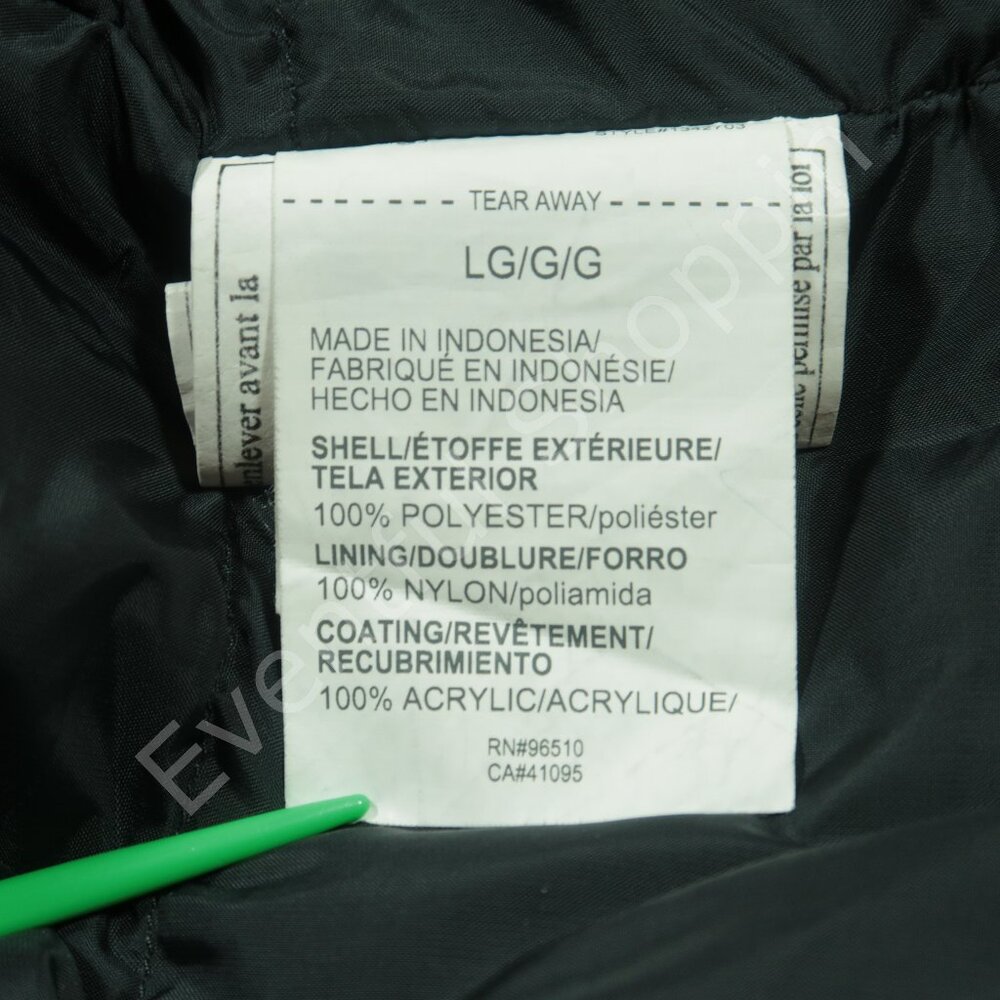 STYLE#1342703
TEAR AWAY
LG/G/G
MADE IN INDONESIA/
FABRIQUÉ EN INDONÉSIE/
HECHO EN INDONESIA
SHELL/ÉTOFFE EXTÉRIEURE/
TELA EXTERIOR
100% POLYESTER/poliéster
LINING/DOUBLURE/FORRO
100% NYLON/poliamida
COATING/REVÊTEMENT/
RECUBRIMIENTO
100% ACRYLIC/ACRYLIQUE/
RN#96510
CA#41095
enlever avant la
permise par la loi